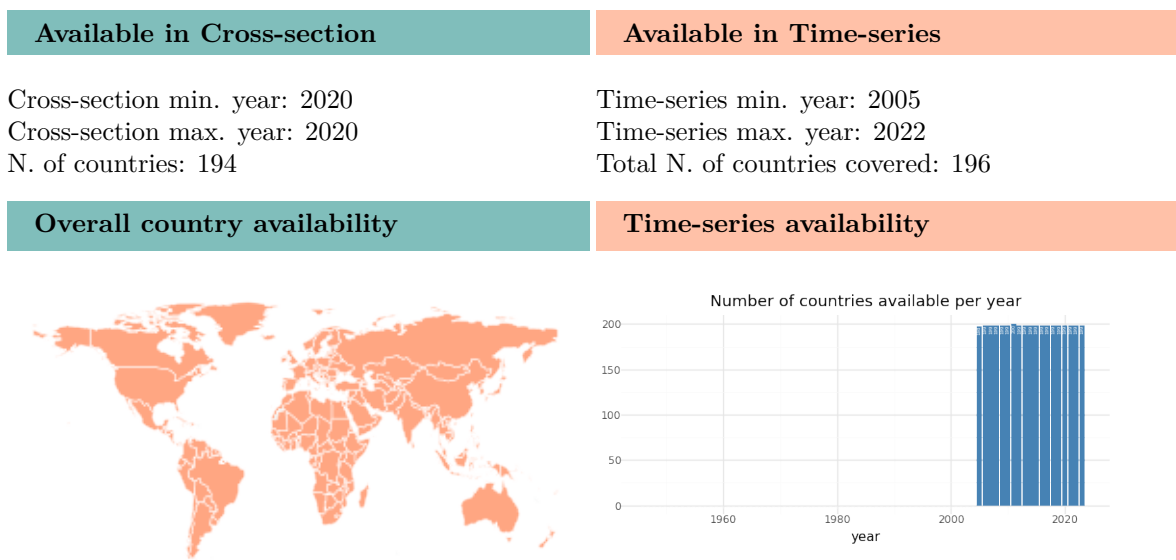 Available in Cross-section
Available in Time-series
Cross-section min. year: 2020
Cross-section max. year: 2020
N. of countries: 194
Time-series min. year: 2005
Time-series max. year: 2022
Total N. of countries covered: 196
Overall country availability
Time-series availability
Number of countries available per year
200
150
100
50
0
1960
1980
2000
2020
year